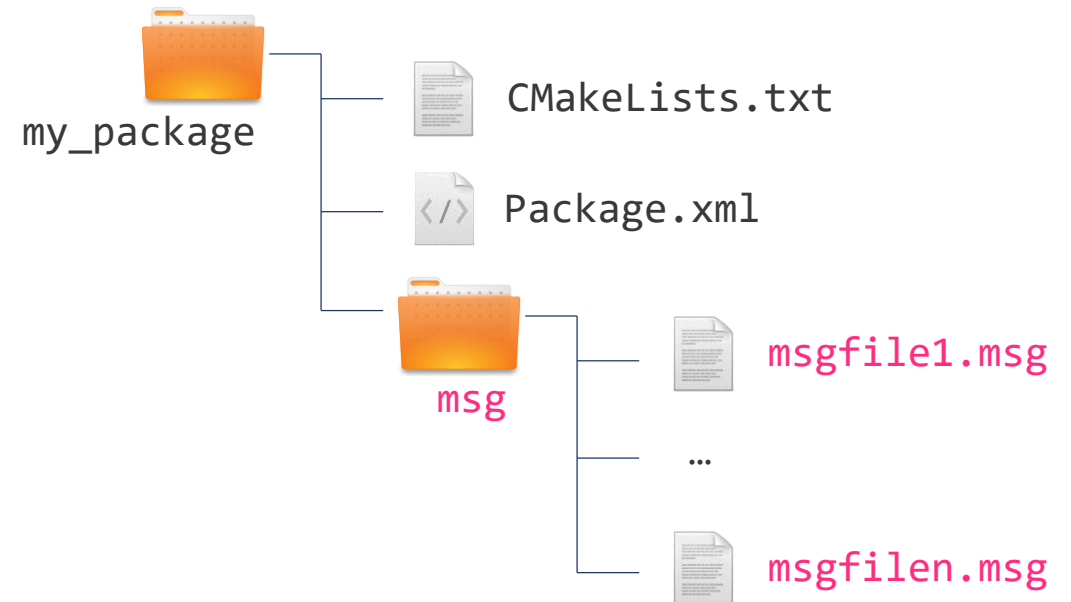 my_package
CMakeLists.txt
</> Package.xml
msg
msgfile1.msg
…
msgfilen.msg